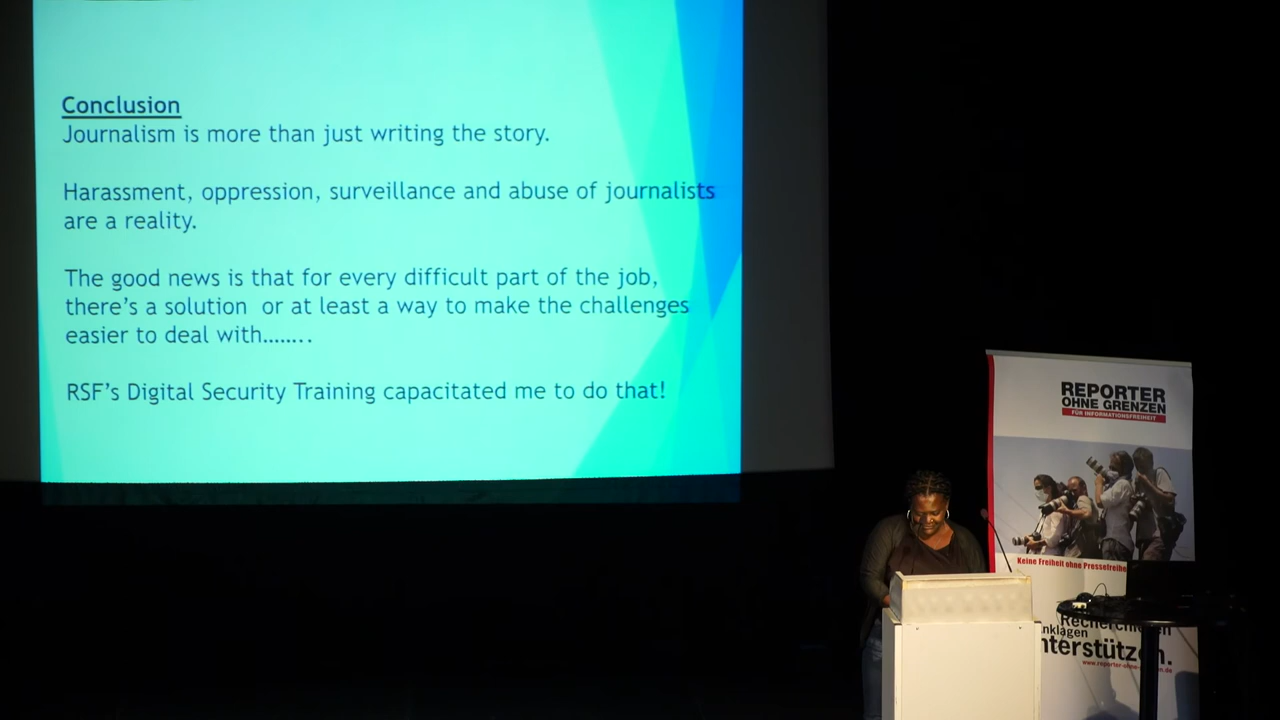 Conclusion
Journalism is more than just writing the story.
Harassment, oppression, surveillance and abuse of journalists
are a reality.
The good news is that for every difficult part of the job,
there's a solution or at least a way to make the challenges
easier to deal with........
RSF's Digital Security Training capacitated me to do that!
REPORTER
OHNE GRENZEN
FÜR INFORMATIONSFREIHEIT
Keine Freiheit ohne Pressefreihe
nklagen
nterstützen.